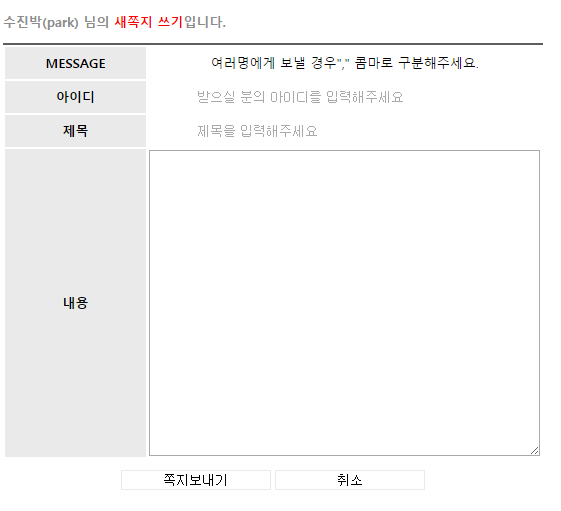 수진박(park) 님의 새쪽지 쓰기입니다.
MESSAGE 여러명에게 보낼 경우"," 콤마로 구분해주세요.
아이디 받으실 분의 아이디를 입력해주세요
제목 제목을 입력해주세요
내용
쪽지보내기 취소